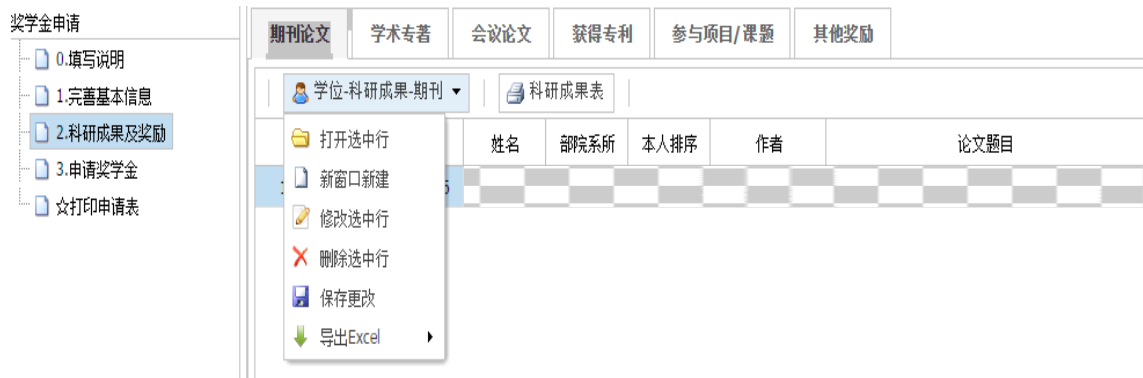 奖学金申请
0.填写说明
1.完善基本信息
2.科研成果及奖励
3.申请奖学金
☆打印申请表
期刊论文 学术专著 会议论文 获得专利 参与项目/课题 其他奖励
学位-科研成果-期刊 科研成果表
姓名 部院系所 本人排序 作者 论文题目
打开选中行
新窗口新建
修改选中行
删除选中行
保存更改
导出Excel